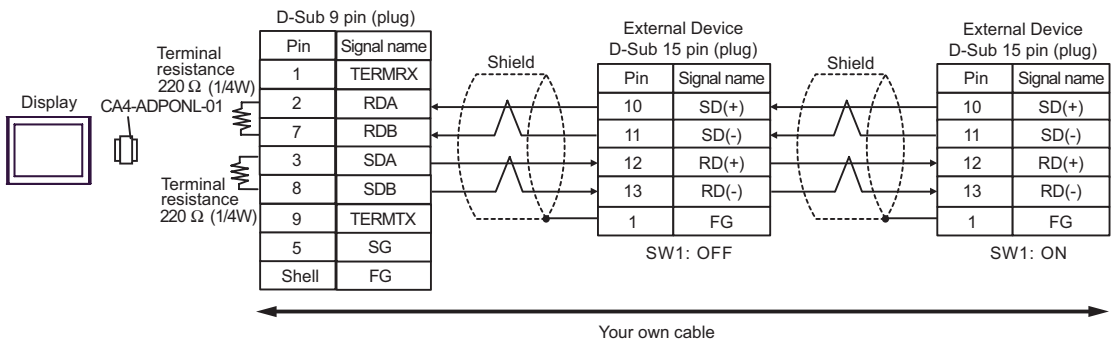 D-Sub 9 pin (plug)
Pin Signal name
1 TERMRX
2 RDA
7 RDB
3 SDA
8 SDB
9 TERMTX
5 SG
Shell FG
Display
CA4-ADPONL-01
Terminal
resistance
220 Ω (1/4W)
Terminal
resistance
220 Ω (1/4W)
Shield
External Device
D-Sub 15 pin (plug)
Pin Signal name
10 SD(+)
11 SD(-)
12 RD(+)
13 RD(-)
1 FG
SW1: OFF
Shield
External Device
D-Sub 15 pin (plug)
Pin Signal name
10 SD(+)
11 SD(-)
12 RD(+)
13 RD(-)
1 FG
SW1: ON
Your own cable